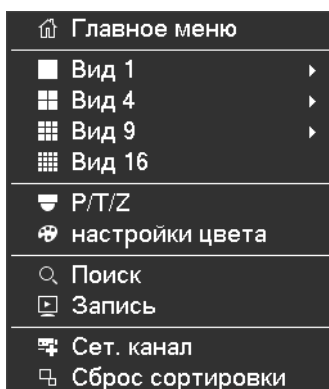 Главное меню
Вид 1
Вид 4
Вид 9
Вид 16
P/T/Z
настройки цвета
Поиск
Запись
Сет. канал
Сброс сортировки